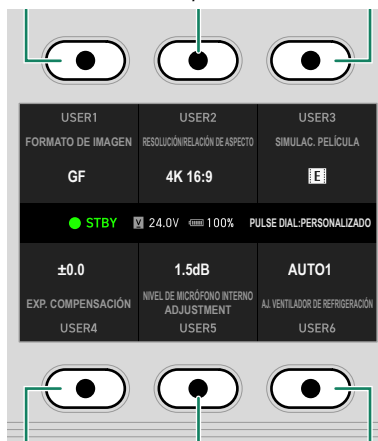 USER1 USER2 USER3
FORMATO DE IMAGEN RESOLUCIÓN/RELACIÓN DE ASPECTO SIMULAC. PELÍCULA
GF 4K 16:9 E
STBY V 24.0V 100% PULSE DIAL:PERSONALIZADO
±0.0 1.5dB AUTO1
EXP. COMPENSACIÓN NIVEL DE MICRÓFONO INTERNO AJ. VENTILADOR DE REFRIGERACIÓN
ADJUSTMENT
USER4 USER5 USER6